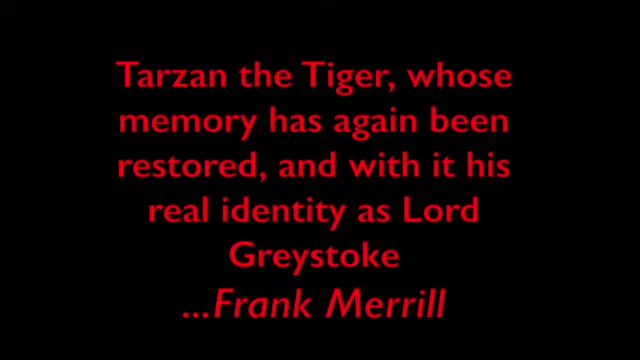 Tarzan the Tiger, whose
memory has again been
restored, and with it his
real identity as Lord
Greystoke
...Frank Merrill